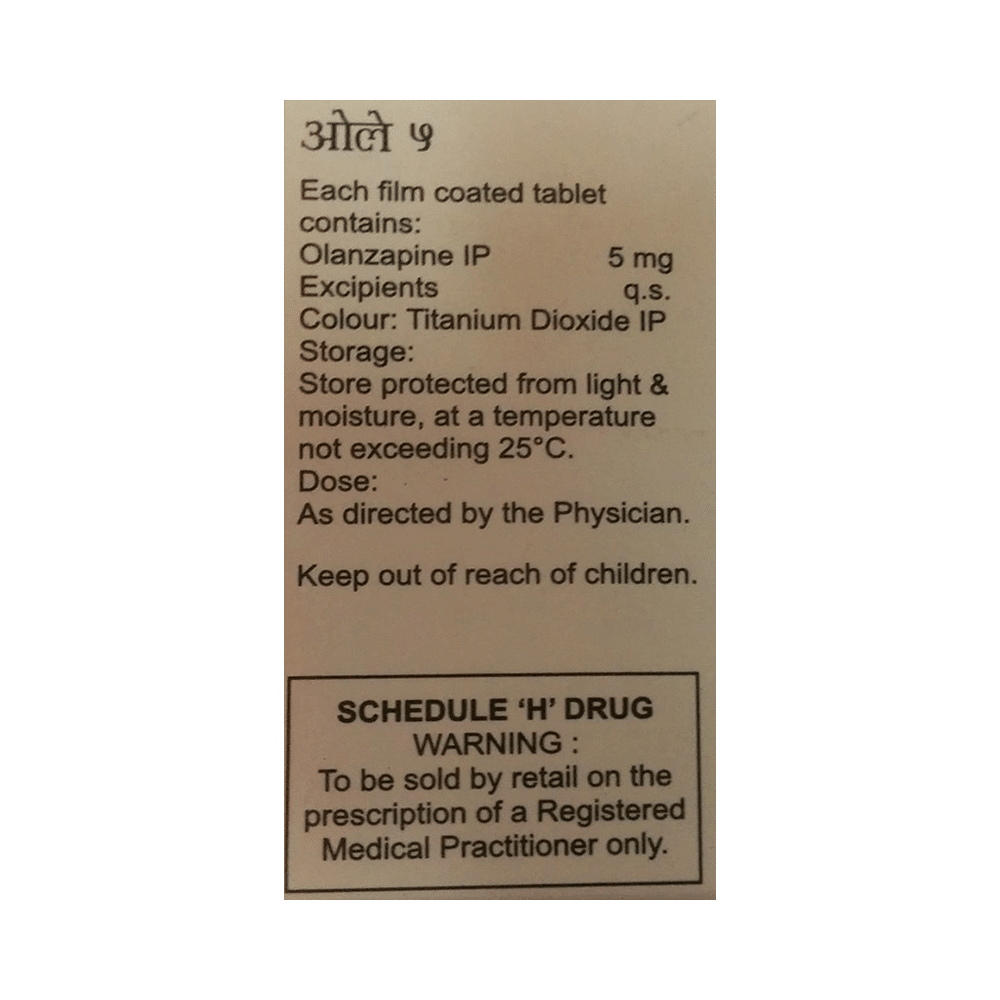 ओले ५
Each film coated tablet
contains:
Olanzapine IP 5 mg
Excipients q.s.
Colour: Titanium Dioxide IP
Storage:
Store protected from light &
moisture, at a temperature
not exceeding 25°C.
Dose:
As directed by the Physician.
Keep out of reach of children.
SCHEDULE ‘H’ DRUG
WARNING :
To be sold by retail on the
prescription of a Registered
Medical Practitioner only.